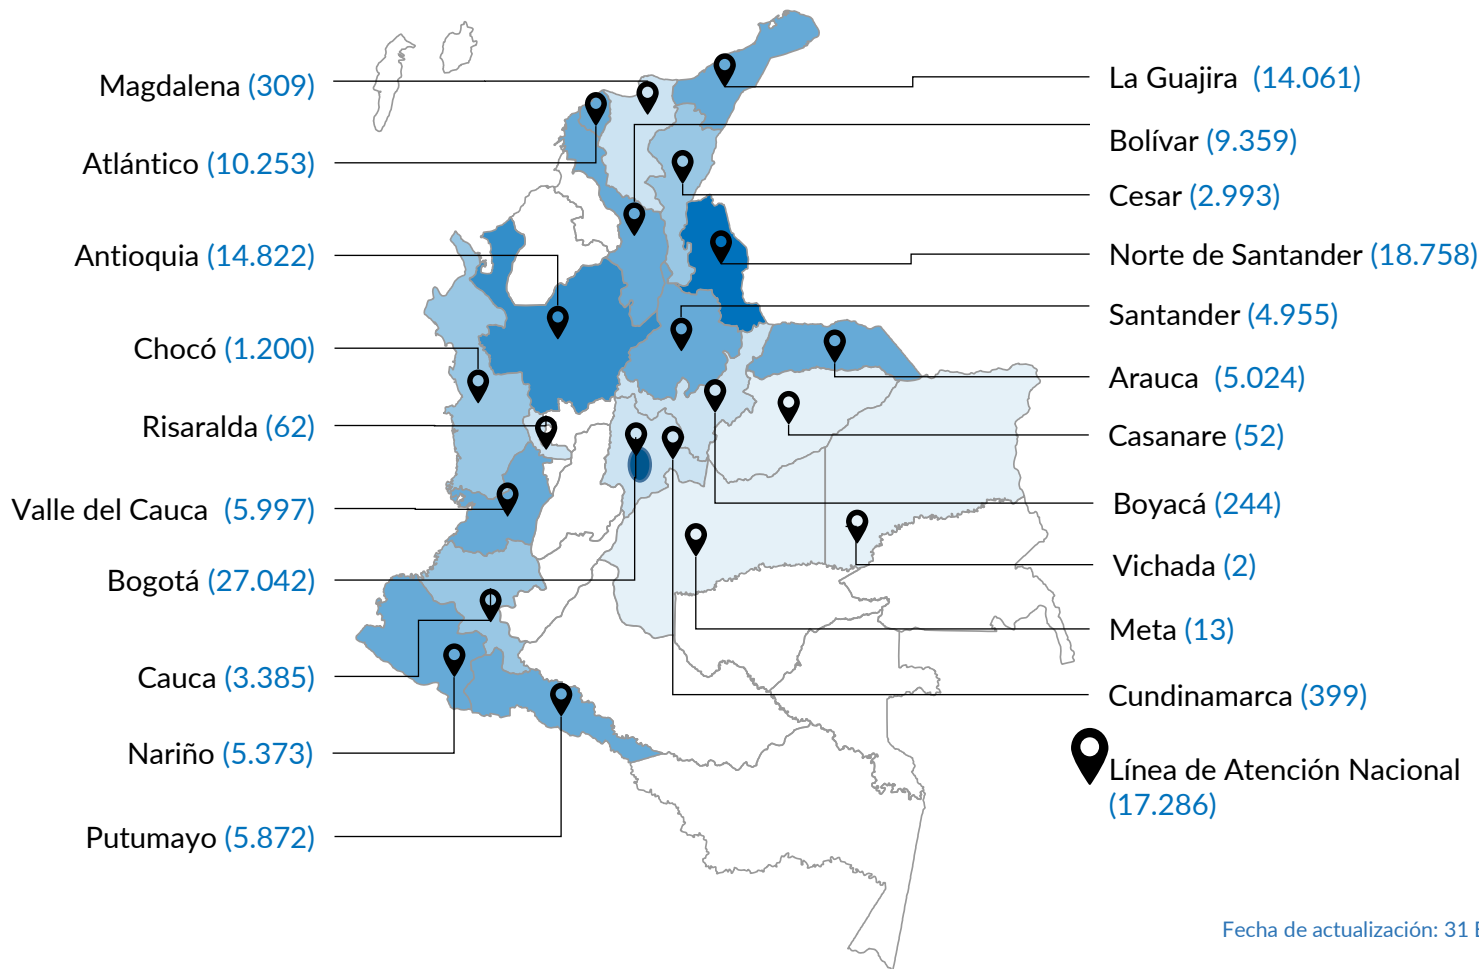 Magdalena (309)
Atlántico (10.253)
Antioquia (14.822)
Chocó (1.200)
Risaralda (62)
Valle del Cauca (5.997)
Bogotá (27.042)
Cauca (3.385)
Nariño (5.373)
Putumayo (5.872)
La Guajira (14.061)
Bolívar (9.359)
Cesar (2.993)
Norte de Santander (18.758)
Santander (4.955)
Arauca (5.024)
Casanare (52)
Boyacá (244)
Vichada (2)
Meta (13)
Cundinamarca (399)
Línea de Atención Nacional
(17.286)
Fecha de actualización: 31